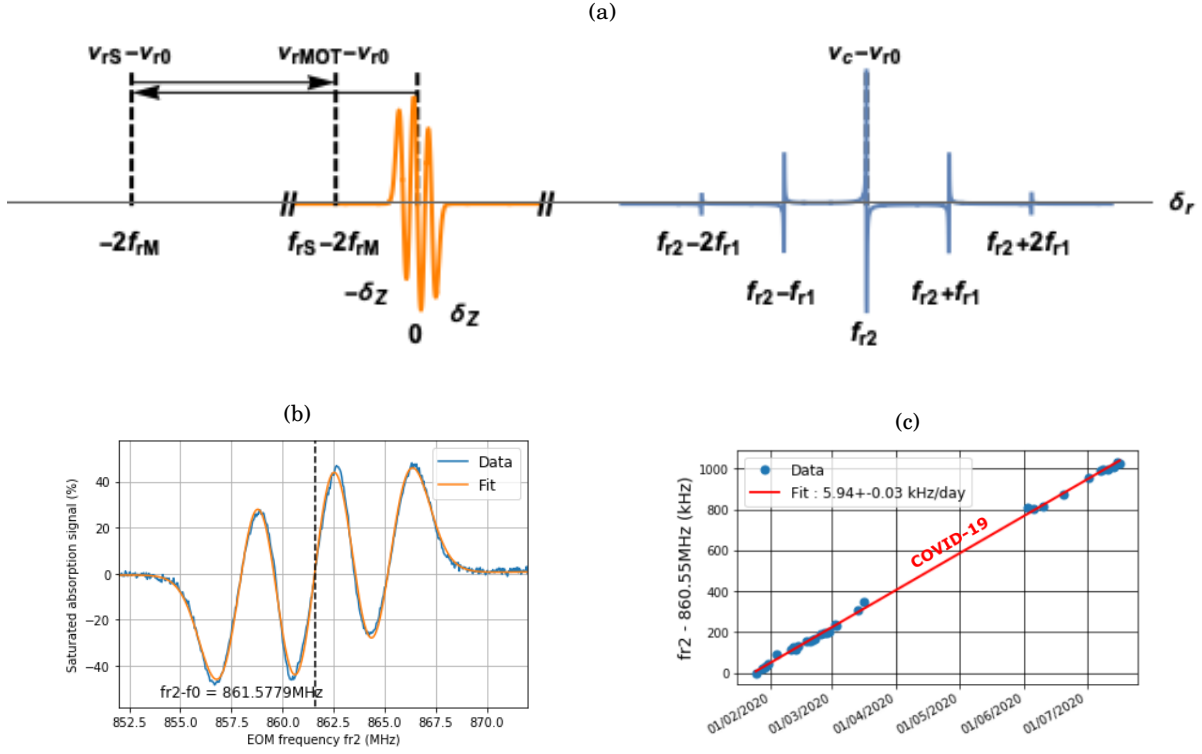 (a)
νrS−νr0 νrMOT−νr0 νc−νr0
δr
−2frM frS−2frM fr2−2fr1 fr2+2fr1
−δZ δZ fr2−fr1 fr2+fr1
0 fr2
(b)
Saturated absorption signal (%)
40
20
0
−20
−40
Data
Fit
fr2-f0 = 861.5779MHz
852.5 855.0 857.5 860.0 862.5 865.0 867.5 870.0
EOM frequency fr2 (MHz)
(c)
fr2 - 860.55MHz (kHz)
1000
800
600
400
200
0
Data
Fit : 5.94+-0.03 kHz/day
COVID-19
01/02/2020 01/03/2020 01/04/2020 01/05/2020 01/06/2020 01/07/2020